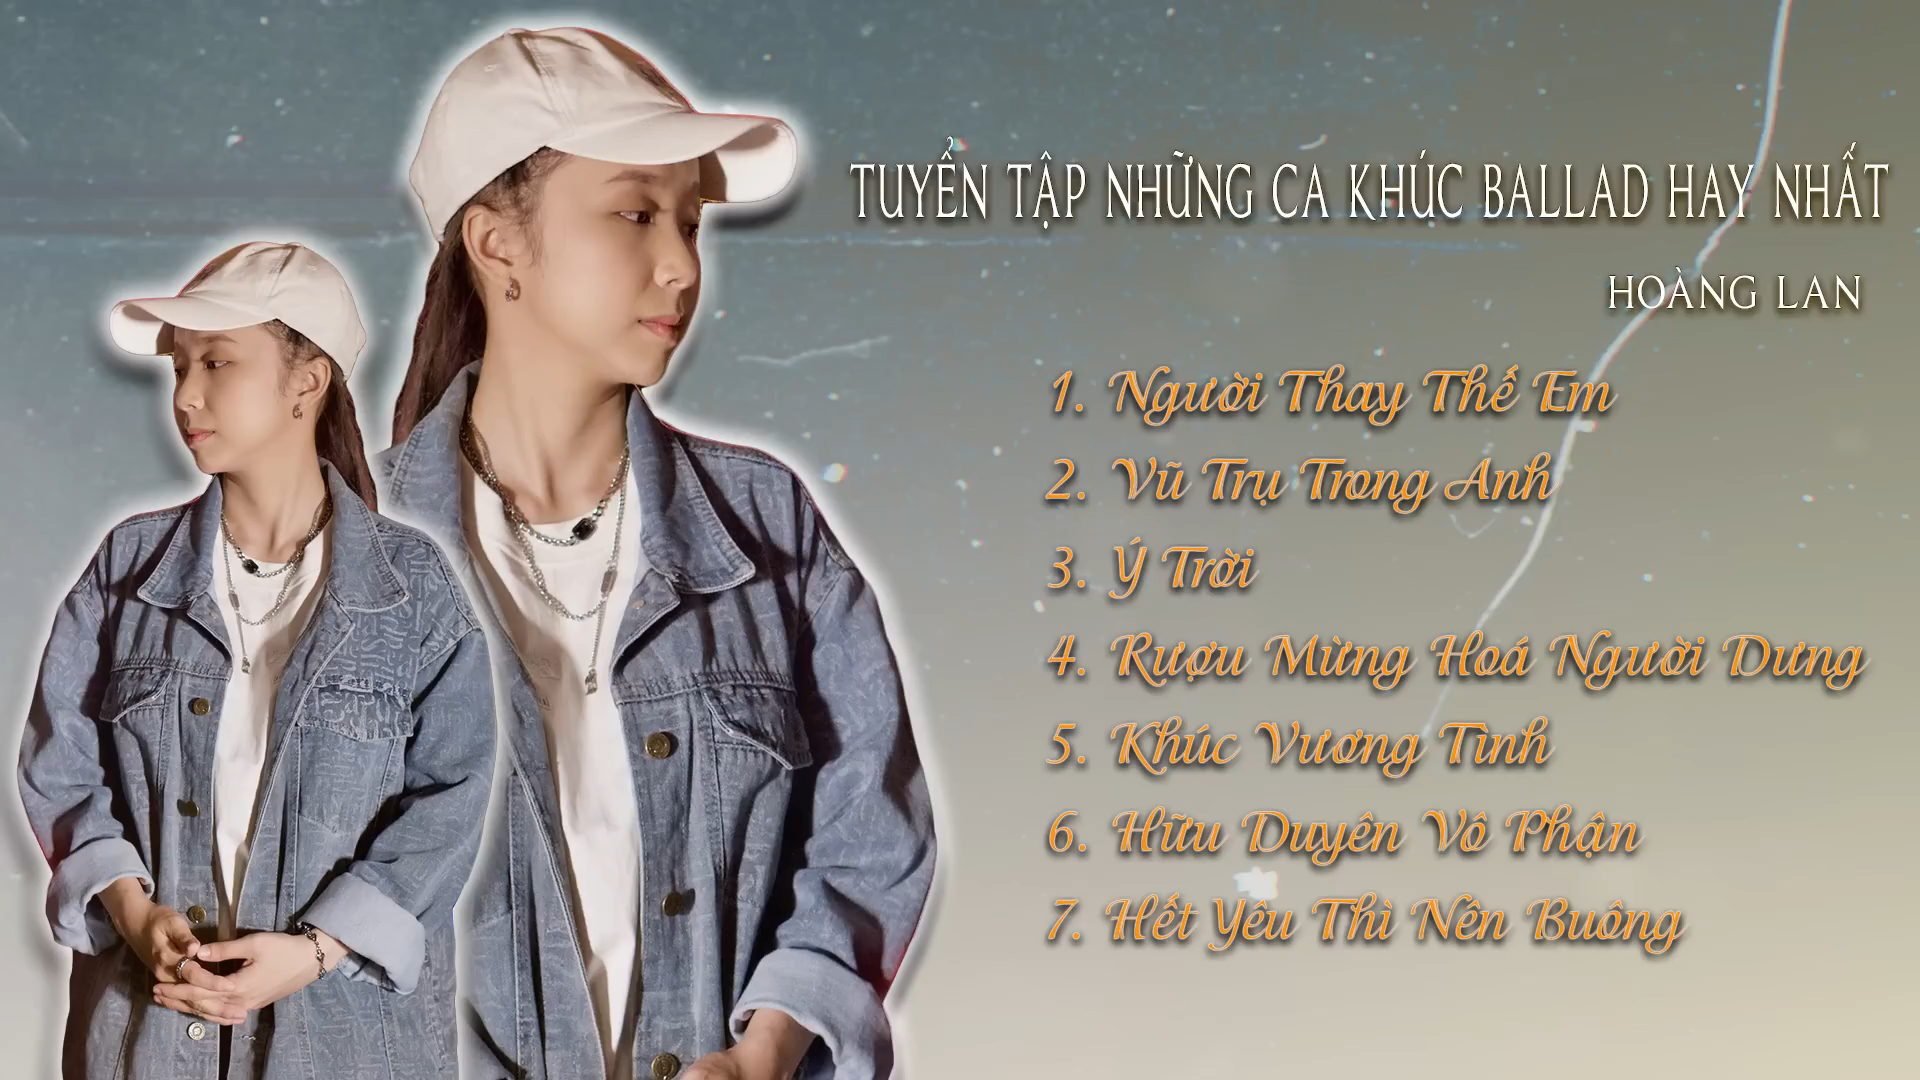 TUYỂN TẬP NHỮNG CA KHÚC BALLAD HAY NHẤT
HOÀNG LAN
1. Người Thay Thế Em
2. Vũ Trụ Trong Anh
3. Ý Trời
4. Rượu Mừng Hoá Người Dưng
5. Khúc Vương Tình
6. Hữu Duyên Vô Phận
7. Hết Yêu Thì Nên Buông